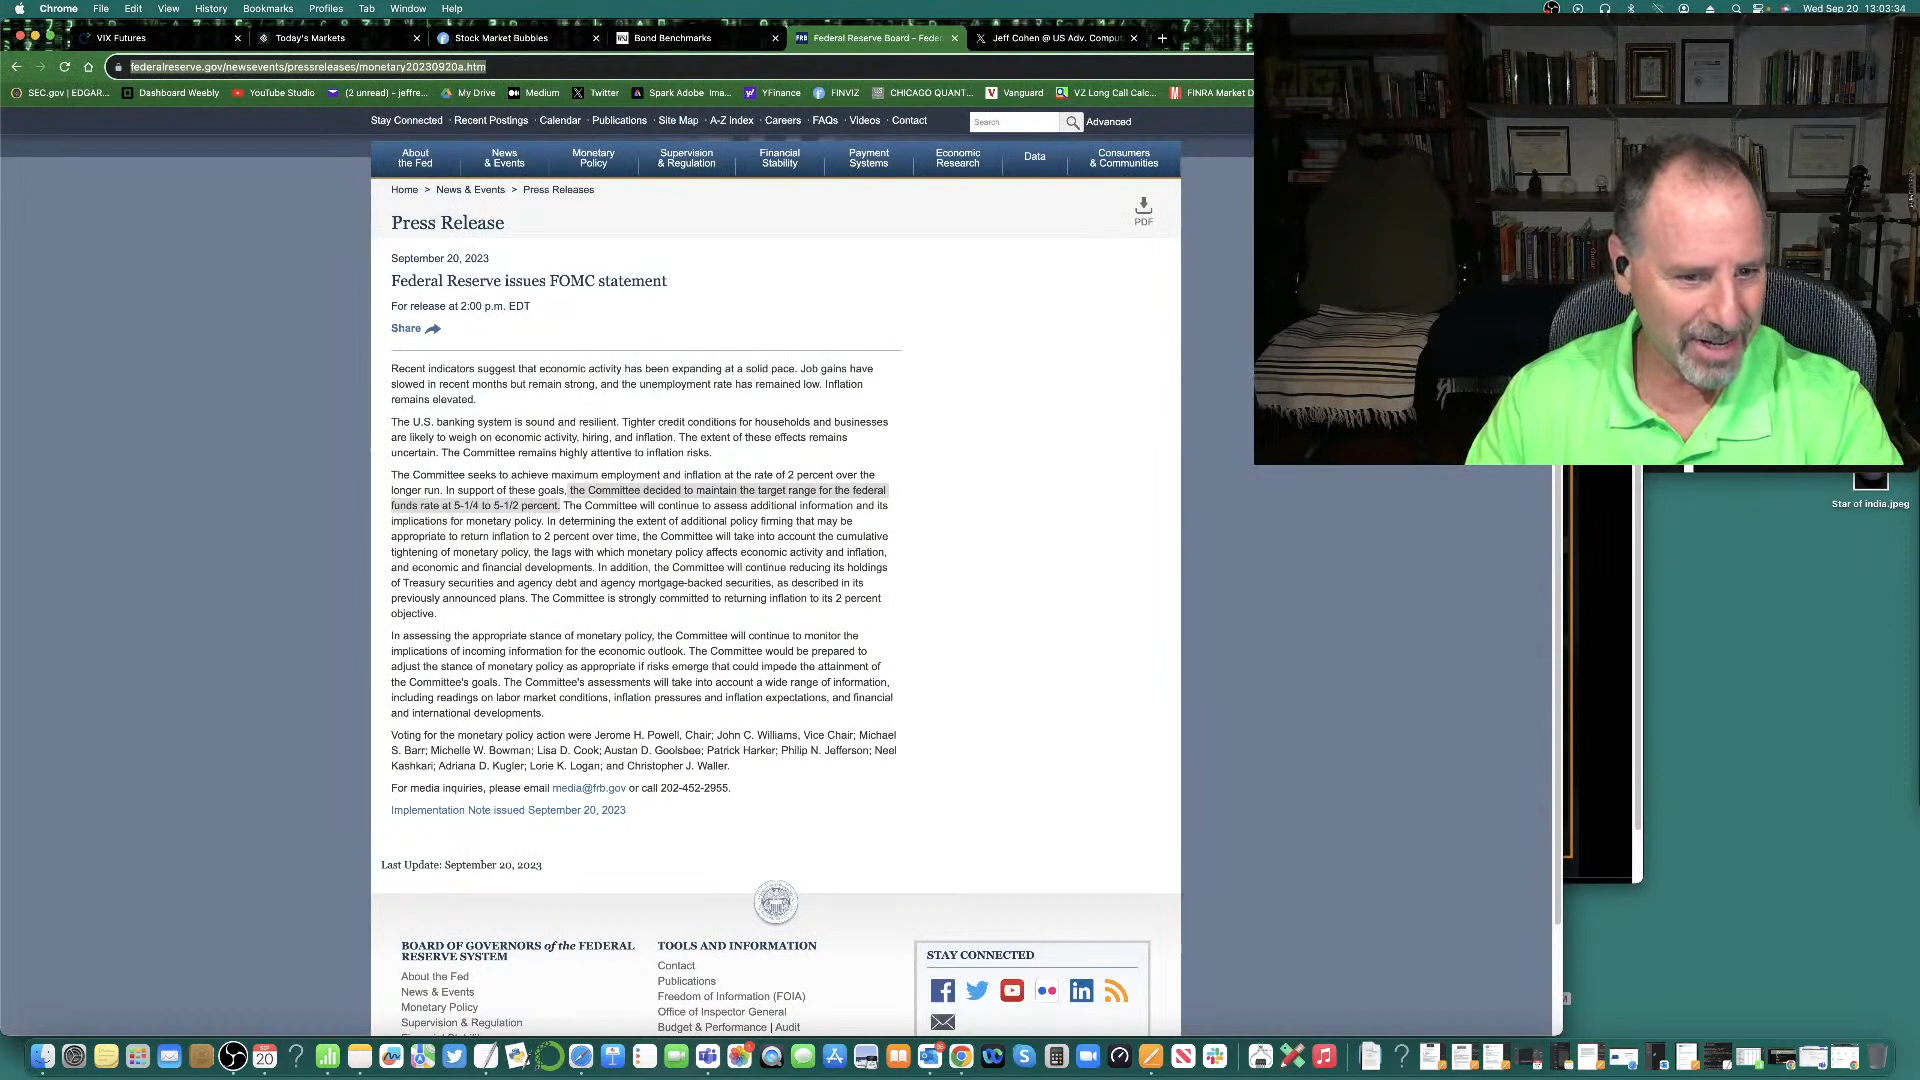 Chrome File Edit View History Bookmarks Profiles Tab Window Help
Wed Sep 20 13:03:34
VIX Futures
Today's Markets
Stock Market Bubbles
Bond Benchmarks
Federal Reserve Board - Fede
Jeff Cohen @ US Adv. Comput
federalreserve.gov/newsevents/pressreleases/monetary20230920a.htm
SEC.gov | EDGAR... Dashboard Weekly YouTube Studio (2 unread) - jeffre... My Drive Medium Twitter Spark Adobe Ima... YFinance FINVIZ CHICAGO QUANT... Vanguard VZ Long Call Calc... FINRA Market D
Stay Connected Recent Postings Calendar Publications Site Map A-Z index Careers FAQs Videos Contact
Search
Advanced
About
the Fed
News
& Events
Monetary
Policy
Supervision
& Regulation
Financial
Stability
Payment
Systems
Economic
Research
Data
Consumers
& Communities
Home > News & Events > Press Releases
PDF
Press Release
September 20, 2023
Federal Reserve issues FOMC statement
For release at 2:00 p.m. EDT
Share
Recent indicators suggest that economic activity has been expanding at a solid pace. Job gains have
slowed in recent months but remain strong, and the unemployment rate has remained low. Inflation
remains elevated.
The U.S. banking system is sound and resilient. Tighter credit conditions for households and businesses
are likely to weigh on economic activity, hiring, and inflation. The extent of these effects remains
uncertain. The Committee remains highly attentive to inflation risks.
The Committee seeks to achieve maximum employment and inflation at the rate of 2 percent over the
longer run. In support of these goals, the Committee decided to maintain the target range for the federal
funds rate at 5-1/4 to 5-1/2 percent. The Committee will continue to assess additional information and its
implications for monetary policy. In determining the extent of additional policy firming that may be
appropriate to return inflation to 2 percent over time, the Committee will take into account the cumulative
tightening of monetary policy, the lags with which monetary policy affects economic activity and inflation,
and economic and financial developments. In addition, the Committee will continue reducing its holdings
of Treasury securities and agency debt and agency mortgage-backed securities, as described in its
previously announced plans. The Committee is strongly committed to returning inflation to its 2 percent
objective.
In assessing the appropriate stance of monetary policy, the Committee will continue to monitor the
implications of incoming information for the economic outlook. The Committee would be prepared to
adjust the stance of monetary policy as appropriate if risks emerge that could impede the attainment of
the Committee's goals. The Committee's assessments will take into account a wide range of information,
including readings on labor market conditions, inflation pressures and inflation expectations, and financial
and international developments.
Voting for the monetary policy action were Jerome H. Powell, Chair; John C. Williams, Vice Chair; Michael
S. Barr; Michelle W. Bowman; Lisa D. Cook; Austan D. Goolsbee; Patrick Harker; Philip N. Jefferson; Neel
Kashkari; Adriana D. Kugler; Lorie K. Logan; and Christopher J. Waller.
For media inquiries, please email media@frb.gov or call 202-452-2955.
Implementation Note issued September 20, 2023
Last Update: September 20, 2023
BOARD OF GOVERNORS of the FEDERAL
RESERVE SYSTEM
About the Fed
News & Events
Monetary Policy
Supervision & Regulation
TOOLS AND INFORMATION
Contact
Publications
Freedom of Information (FOIA)
Office of Inspector General
Budget & Performance | Audit
STAY CONNECTED
Star of india.jpeg
SEP
20